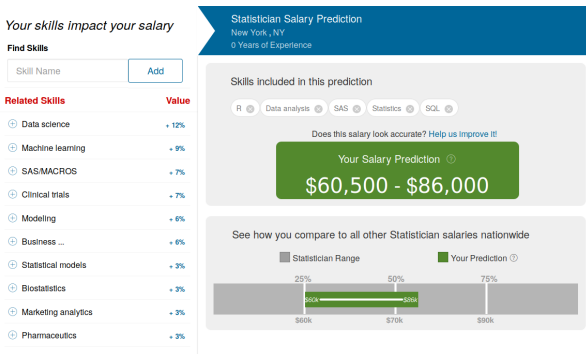 Your skills impact your salary
Find Skills
Skill Name
Add
Related Skills Value
Data science + 12%
Machine learning + 9%
SAS/MACROS + 7%
Clinical trials + 7%
Modeling + 6%
Business ... + 6%
Statistical models + 3%
Biostatistics + 3%
Marketing analytics + 3%
Pharmaceutics + 3%
Statistician Salary Prediction
New York , NY
0 Years of Experience
Skills included in this prediction
R Data analysis SAS Statistics SQL
Does this salary look accurate? Help us improve it!
Your Salary Prediction
$60,500 - $86,000
See how you compare to all other Statistician salaries nationwide
Statistician Range Your Prediction
25% 50% 75%
$60k $86k
$60k $70k $90k